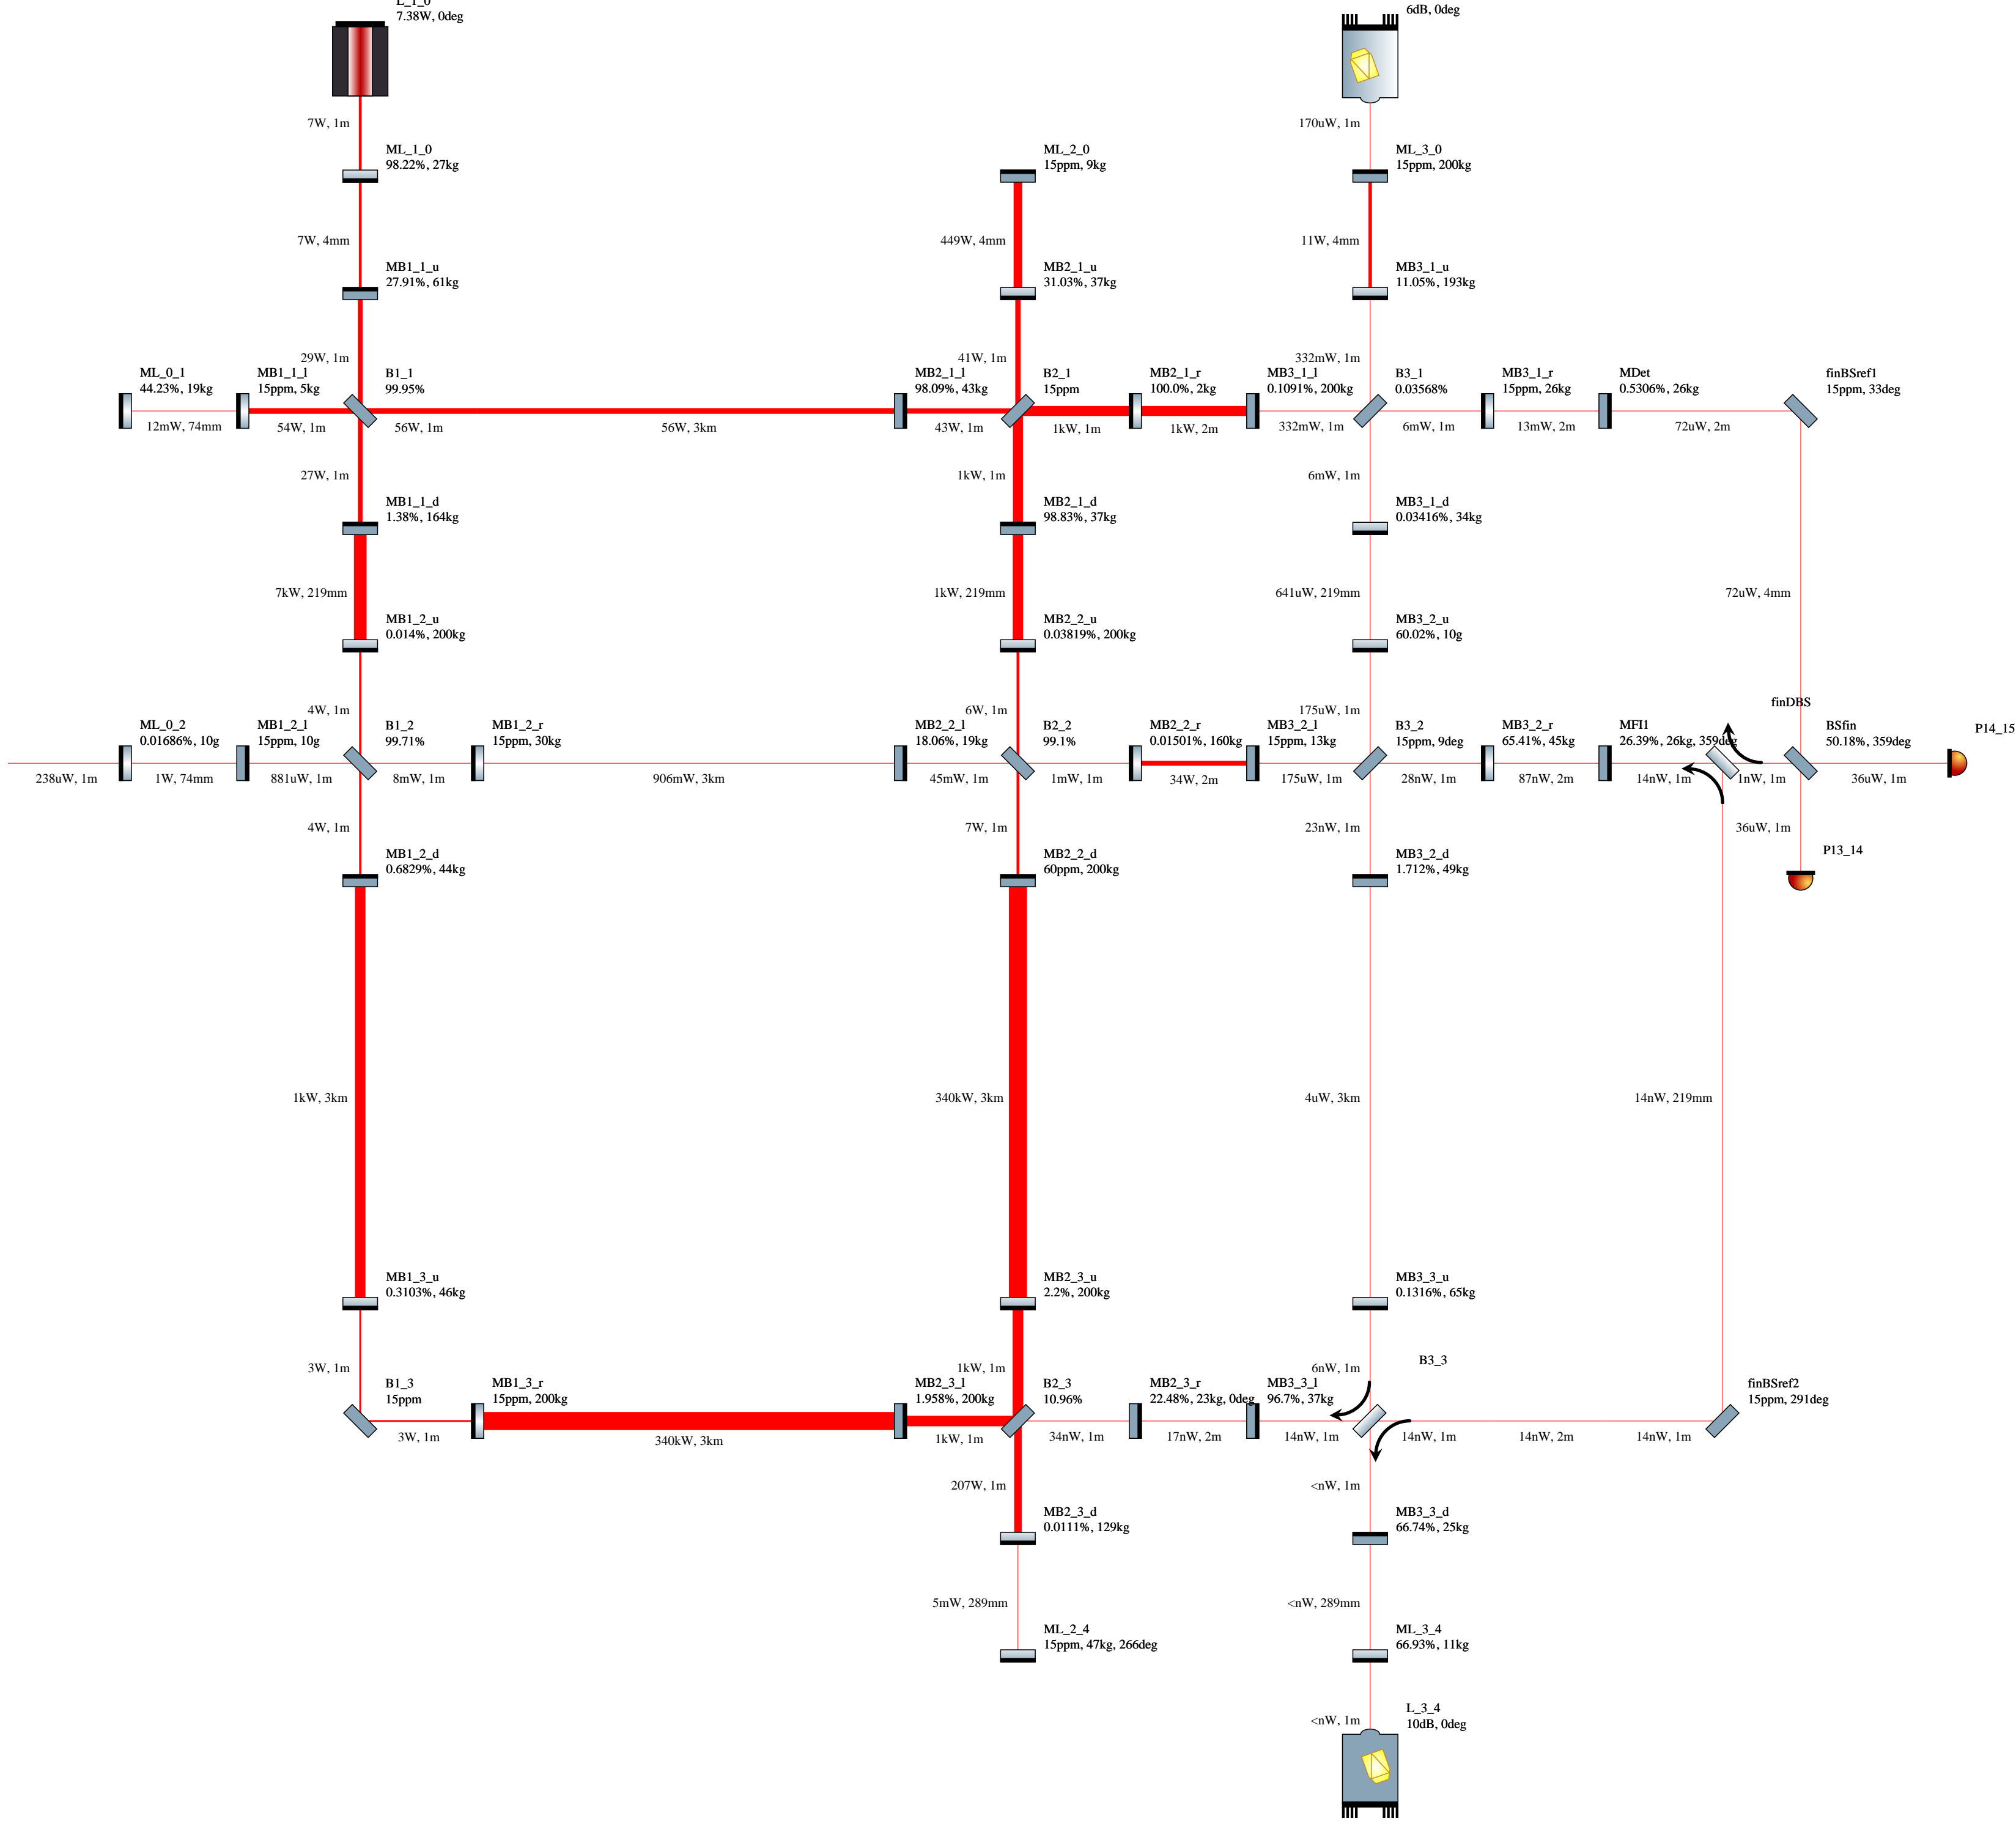 L_1_0
7.38W, 0deg
6dB, 0deg
7W, 1m
170uW, 1m
ML_1_0
98.22%, 27kg
ML_2_0
15ppm, 9kg
ML_3_0
15ppm, 200kg
7W, 4mm
449W, 4mm
11W, 4mm
MB1_1_u
27.91%, 61kg
MB2_1_u
31.03%, 37kg
MB3_1_u
11.05%, 193kg
29W, 1m
41W, 1m
332mW, 1m
ML_0_1
44.23%, 19kg
MB1_1_l
15ppm, 5kg
B1_1
99.95%
MB2_1_l
98.09%, 43kg
B2_1
15ppm
MB2_1_r
100.0%, 2kg
MB3_1_l
0.1091%, 200kg
B3_1
0.03568%
MB3_1_r
15ppm, 26kg
MDet
0.5306%, 26kg
finBSref1
15ppm, 33deg
12mW, 74mm
54W, 1m
56W, 1m
56W, 3km
43W, 1m
1kW, 1m
1kW, 2m
332mW, 1m
6mW, 1m
13mW, 2m
72uW, 2m
27W, 1m
1kW, 1m
6mW, 1m
MB1_1_d
1.38%, 164kg
MB2_1_d
98.83%, 37kg
MB3_1_d
0.03416%, 34kg
7kW, 219mm
1kW, 219mm
641uW, 219mm
72uW, 4mm
MB1_2_u
0.014%, 200kg
MB2_2_u
0.03819%, 200kg
MB3_2_u
60.02%, 10g
4W, 1m
6W, 1m
175uW, 1m
finDBS
ML_0_2
0.01686%, 10g
MB1_2_l
15ppm, 10g
B1_2
99.71%
MB1_2_r
15ppm, 30kg
MB2_2_l
18.06%, 19kg
B2_2
99.1%
MB2_2_r
0.01501%, 160kg
MB3_2_l
15ppm, 13kg
B3_2
15ppm, 9deg
MB3_2_r
65.41%, 45kg
MFI1
26.39%, 26kg, 359deg
BSfin
50.18%, 359deg
P14_15
238uW, 1m
1W, 74mm
881uW, 1m
8mW, 1m
906mW, 3km
45mW, 1m
1mW, 1m
34W, 2m
175uW, 1m
28nW, 1m
87nW, 2m
14nW, 1m
1nW, 1m
36uW, 1m
4W, 1m
7W, 1m
23nW, 1m
36uW, 1m
MB1_2_d
0.6829%, 44kg
MB2_2_d
60ppm, 200kg
MB3_2_d
1.712%, 49kg
P13_14
1kW, 3km
340kW, 3km
4uW, 3km
14nW, 219mm
MB1_3_u
0.3103%, 46kg
MB2_3_u
2.2%, 200kg
MB3_3_u
0.1316%, 65kg
3W, 1m
1kW, 1m
6nW, 1m
B3_3
B1_3
15ppm
MB1_3_r
15ppm, 200kg
MB2_3_l
1.958%, 200kg
B2_3
10.96%
MB2_3_r
22.48%, 23kg, 0deg
MB3_3_l
96.7%, 37kg
finBSref2
15ppm, 291deg
3W, 1m
340kW, 3km
1kW, 1m
34nW, 1m
17nW, 2m
14nW, 1m
14nW, 1m
14nW, 2m
14nW, 1m
207W, 1m
<nW, 1m
MB2_3_d
0.0111%, 129kg
MB3_3_d
66.74%, 25kg
5mW, 289mm
<nW, 289mm
ML_2_4
15ppm, 47kg, 266deg
ML_3_4
66.93%, 11kg
<nW, 1m
L_3_4
10dB, 0deg